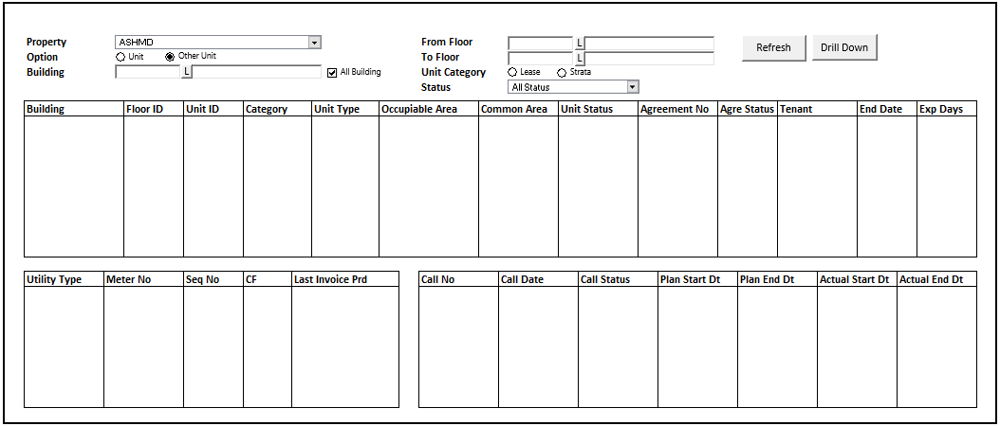 Property ASHMD From Floor L Refresh Drill Down
Option Unit Other Unit To Floor L
Building L All Building Unit Category Lease Strata
Status All Status
Building Floor ID Unit ID Category Unit Type Occupiable Area Common Area Unit Status Agreement No Agre Status Tenant End Date Exp Days
Utility Type Meter No Seq No CF Last Invoice Prd Call No Call Date Call Status Plan Start Dt Plan End Dt Actual Start Dt Actual End Dt